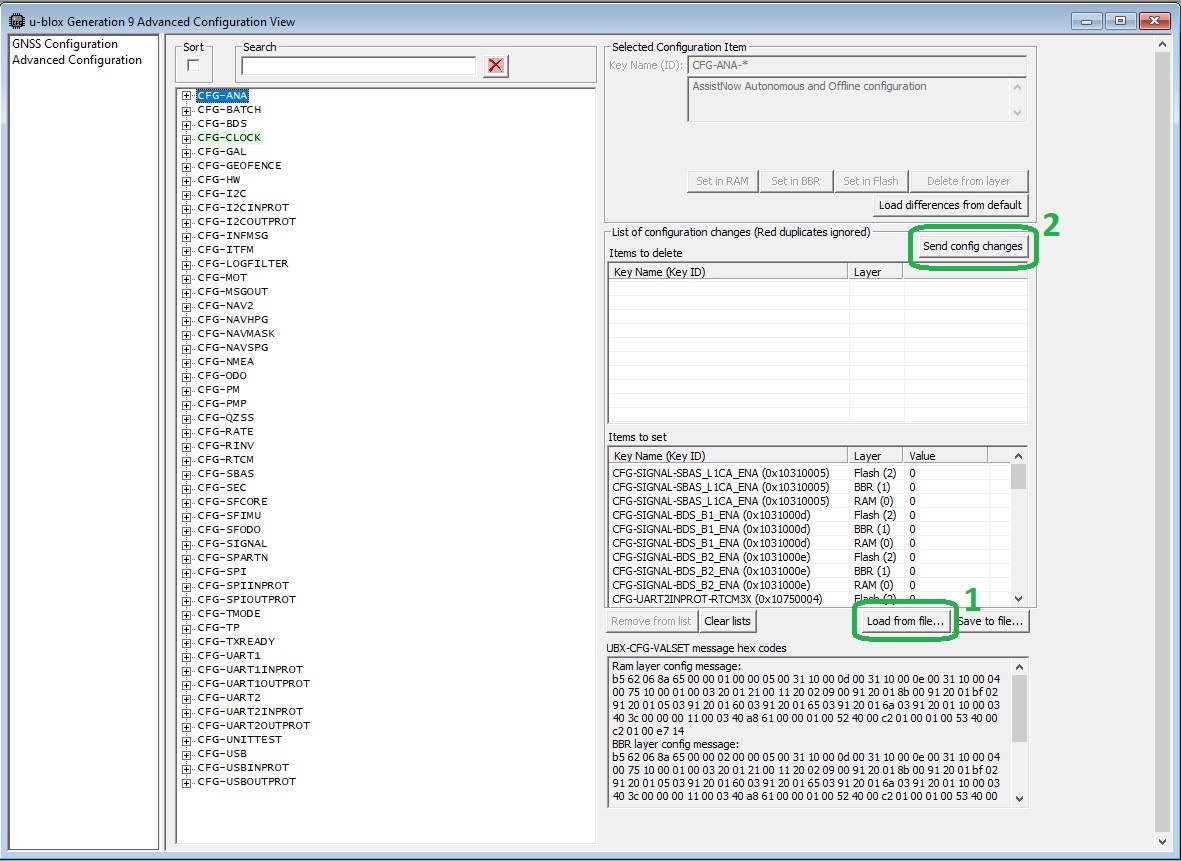 u-blox Generation 9 Advanced Configuration View
GNSS Configuration
Advanced Configuration
Sort
Search
CFG-ANA
CFG-BATCH
CFG-BDS
CFG-CLOCK
CFG-GAL
CFG-GEOFENCE
CFG-HW
CFG-I2C
CFG-I2CINPROT
CFG-I2COUTPROT
CFG-INFMSG
CFG-ITFM
CFG-LOGFILTER
CFG-MOT
CFG-MSGOUT
CFG-NAV2
CFG-NAVHPG
CFG-NAVMASK
CFG-NAVSPG
CFG-NMEA
CFG-ODO
CFG-PM
CFG-PMP
CFG-QZSS
CFG-RATE
CFG-RINV
CFG-RTCM
CFG-SBAS
CFG-SEC
CFG-SFCORE
CFG-SFIMU
CFG-SFODO
CFG-SIGNAL
CFG-SPARTN
CFG-SPI
CFG-SPIINPROT
CFG-SPIOUTPROT
CFG-TMODE
CFG-TP
CFG-TXREADY
CFG-UART1
CFG-UART1INPROT
CFG-UART1OUTPROT
CFG-UART2
CFG-UART2INPROT
CFG-UART2OUTPROT
CFG-UNITTEST
CFG-USB
CFG-USBINPROT
CFG-USBOUTPROT
Selected Configuration Item
Key Name (ID): CFG-ANA-*
AssistNow Autonomous and Offline configuration
Set in RAM Set in BBR Set in Flash Delete from layer
Load differences from default
List of configuration changes (Red duplicates ignored)
Send config changes
2
Items to delete
Key Name (Key ID) Layer
Items to set
Key Name (Key ID) Layer Value
CFG-SIGNAL-SBAS_L1CA_ENA (0x10310005) Flash (2) 0
CFG-SIGNAL-SBAS_L1CA_ENA (0x10310005) BBR (1) 0
CFG-SIGNAL-SBAS_L1CA_ENA (0x10310005) RAM (0) 0
CFG-SIGNAL-BDS_B1_ENA (0x1031000d) Flash (2) 0
CFG-SIGNAL-BDS_B1_ENA (0x1031000d) BBR (1) 0
CFG-SIGNAL-BDS_B1_ENA (0x1031000d) RAM (0) 0
CFG-SIGNAL-BDS_B2_ENA (0x1031000e) Flash (2) 0
CFG-SIGNAL-BDS_B2_ENA (0x1031000e) BBR (1) 0
CFG-SIGNAL-BDS_B2_ENA (0x1031000e) RAM (0) 0
CFG-UART2INPROT-RTCM3X (0x10750004) Flash (2) 0
1
Remove from list Clear lists Load from file... Save to file...
UBX-CFG-VALSET message hex codes
Ram layer config message:
b5 62 06 8a 65 00 00 01 00 00 05 00 31 10 00 0d 00 31 10 00 0e 00 31 10 00 04
00 75 10 00 01 00 03 20 01 21 00 11 20 02 09 00 91 20 01 8b 00 91 20 01 bf 02
91 20 01 05 03 91 20 01 60 03 91 20 01 65 03 91 20 01 6a 03 91 20 01 10 00 03
40 3c 00 00 00 11 00 03 40 a8 61 00 00 01 00 52 40 00 c2 01 00 01 00 53 40 00
c2 01 00 e7 14
BBR layer config message:
b5 62 06 8a 65 00 00 02 00 00 05 00 31 10 00 0d 00 31 10 00 0e 00 31 10 00 04
00 75 10 00 01 00 03 20 01 21 00 11 20 02 09 00 91 20 01 8b 00 91 20 01 bf 02
91 20 01 05 03 91 20 01 60 03 91 20 01 65 03 91 20 01 6a 03 91 20 01 10 00 03
40 3c 00 00 00 11 00 03 40 a8 61 00 00 01 00 52 40 00 c2 01 00 01 00 53 40 00